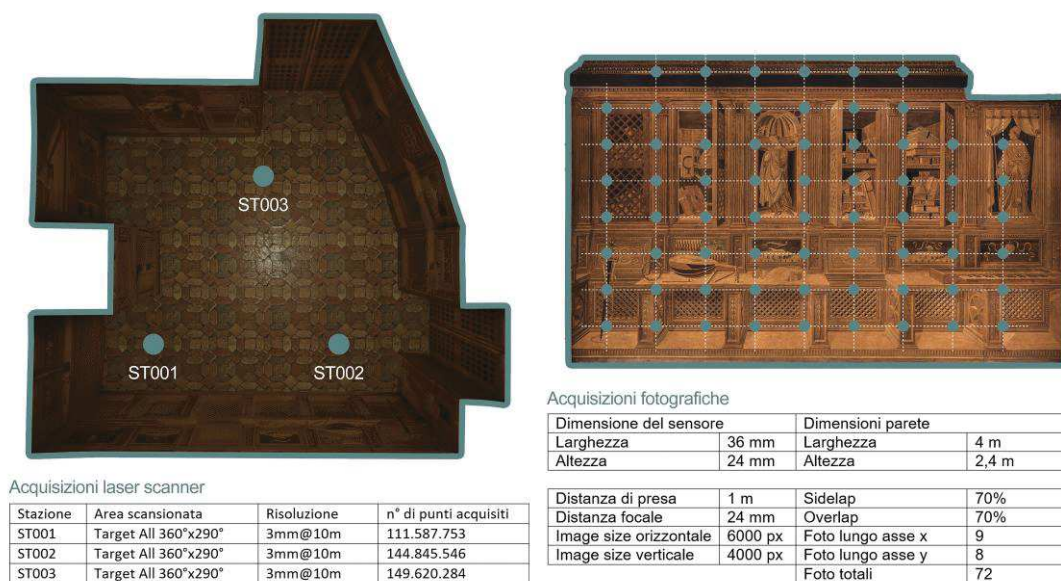 ST003
ST001
ST002
Acquisizioni laser scanner
Stazione Area scansionata Risoluzione n° di punti acquisiti
ST001 Target All 360°x290° 3mm@10m 111.587.753
ST002 Target All 360°x290° 3mm@10m 144.845.546
ST003 Target All 360°x290° 3mm@10m 149.620.284
Acquisizioni fotografiche
Dimensione del sensore Dimensioni parete
Larghezza 36 mm Larghezza 4 m
Altezza 24 mm Altezza 2,4 m
Distanza di presa 1 m Sidelap 70%
Distanza focale 24 mm Overlap 70%
Image size orizzontale 6000 px Foto lungo asse x 9
Image size verticale 4000 px Foto lungo asse y 8
Foto totali 72